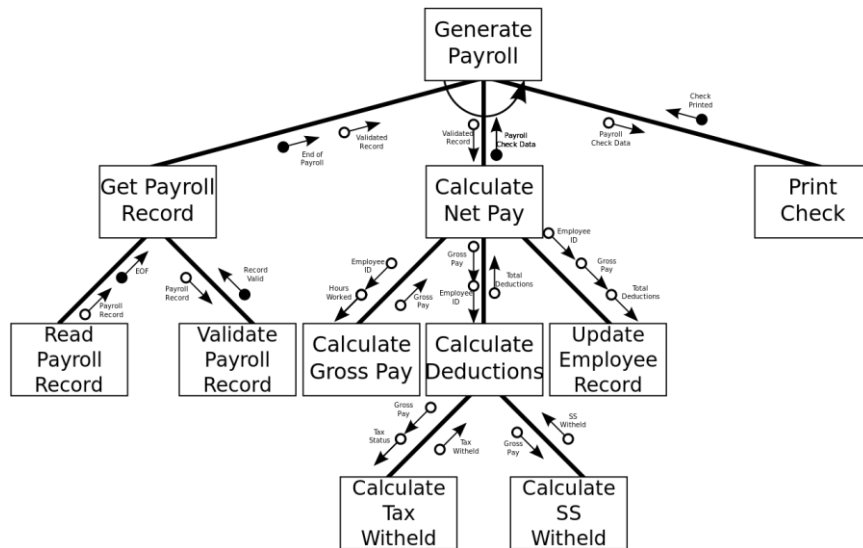 Generate
Payroll
End of
Payroll
Validated
Record
Validated
Record
Payroll
Check Data
Payroll
Check Data
Check
Printed
Get Payroll
Record
Calculate
Net Pay
Print
Check
Payroll
Record
EOF
Payroll
Record
Record
Valid
Employee
ID
Hours
Worked
Gross
Pay
Gross
Pay
Employee
ID
Total
Deductions
Employee
ID
Gross
Pay
Total
Deductions
Read
Payroll
Record
Validate
Payroll
Record
Calculate
Gross Pay
Calculate
Deductions
Update
Employee
Record
Gross
Pay
Tax
Status
Tax
Witheld
Gross
Pay
SS
Witheld
Calculate
Tax
Witheld
Calculate
SS
Witheld